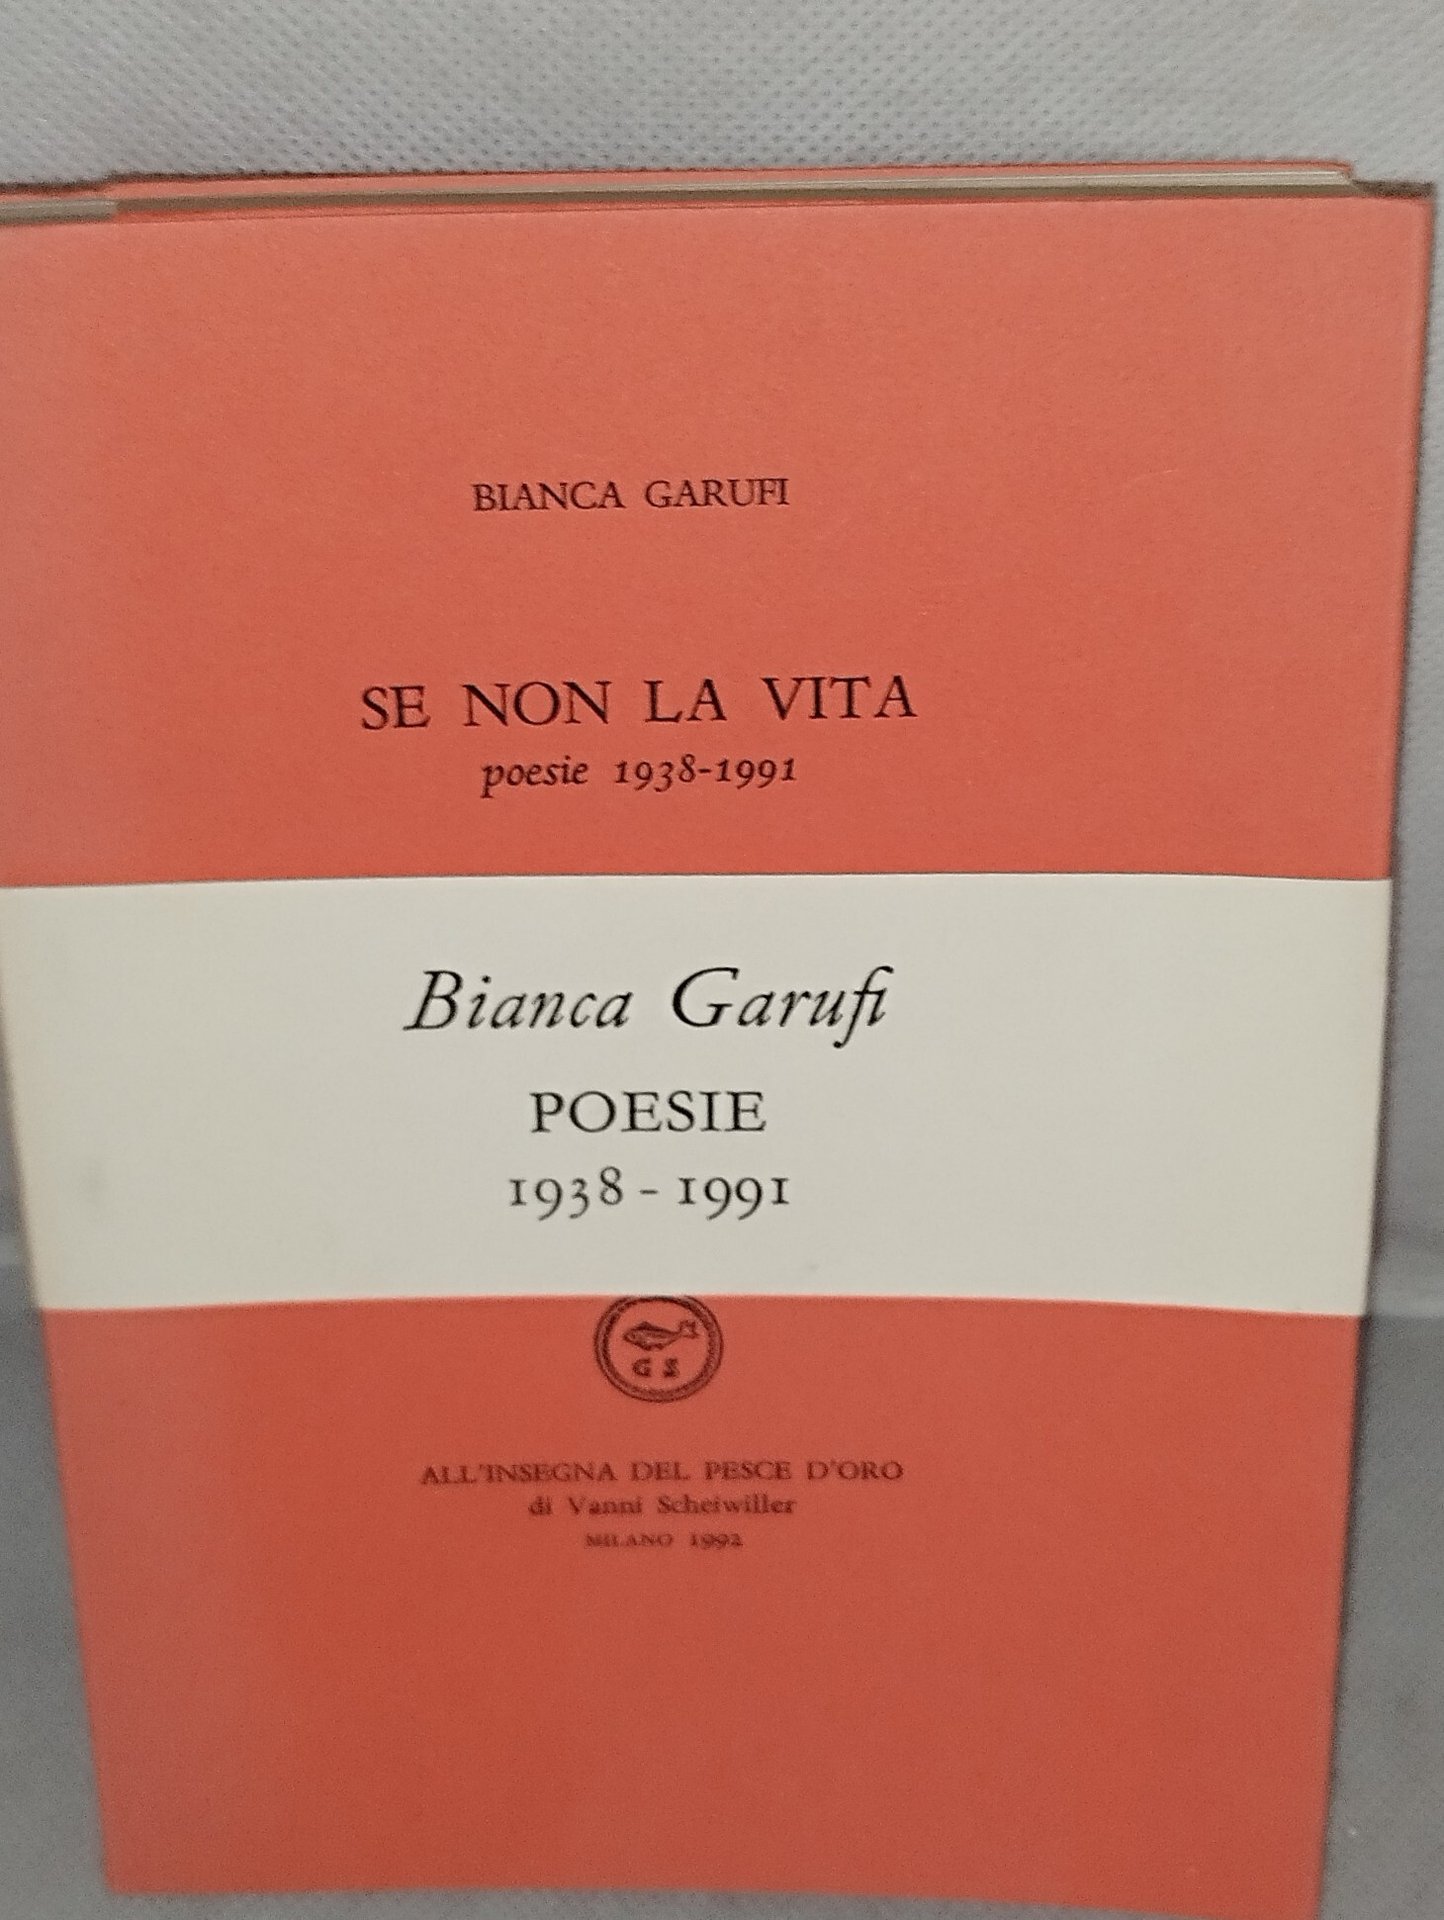 BIANCA GARUFI
SE NON LA VITA
poesie 1938-1991
Bianca Garufi
POESIE
1938 - 1991
G S
ALL'INSEGNA DEL PESCE D'ORO
di Vanni Scheiwiller
MILANO 1992